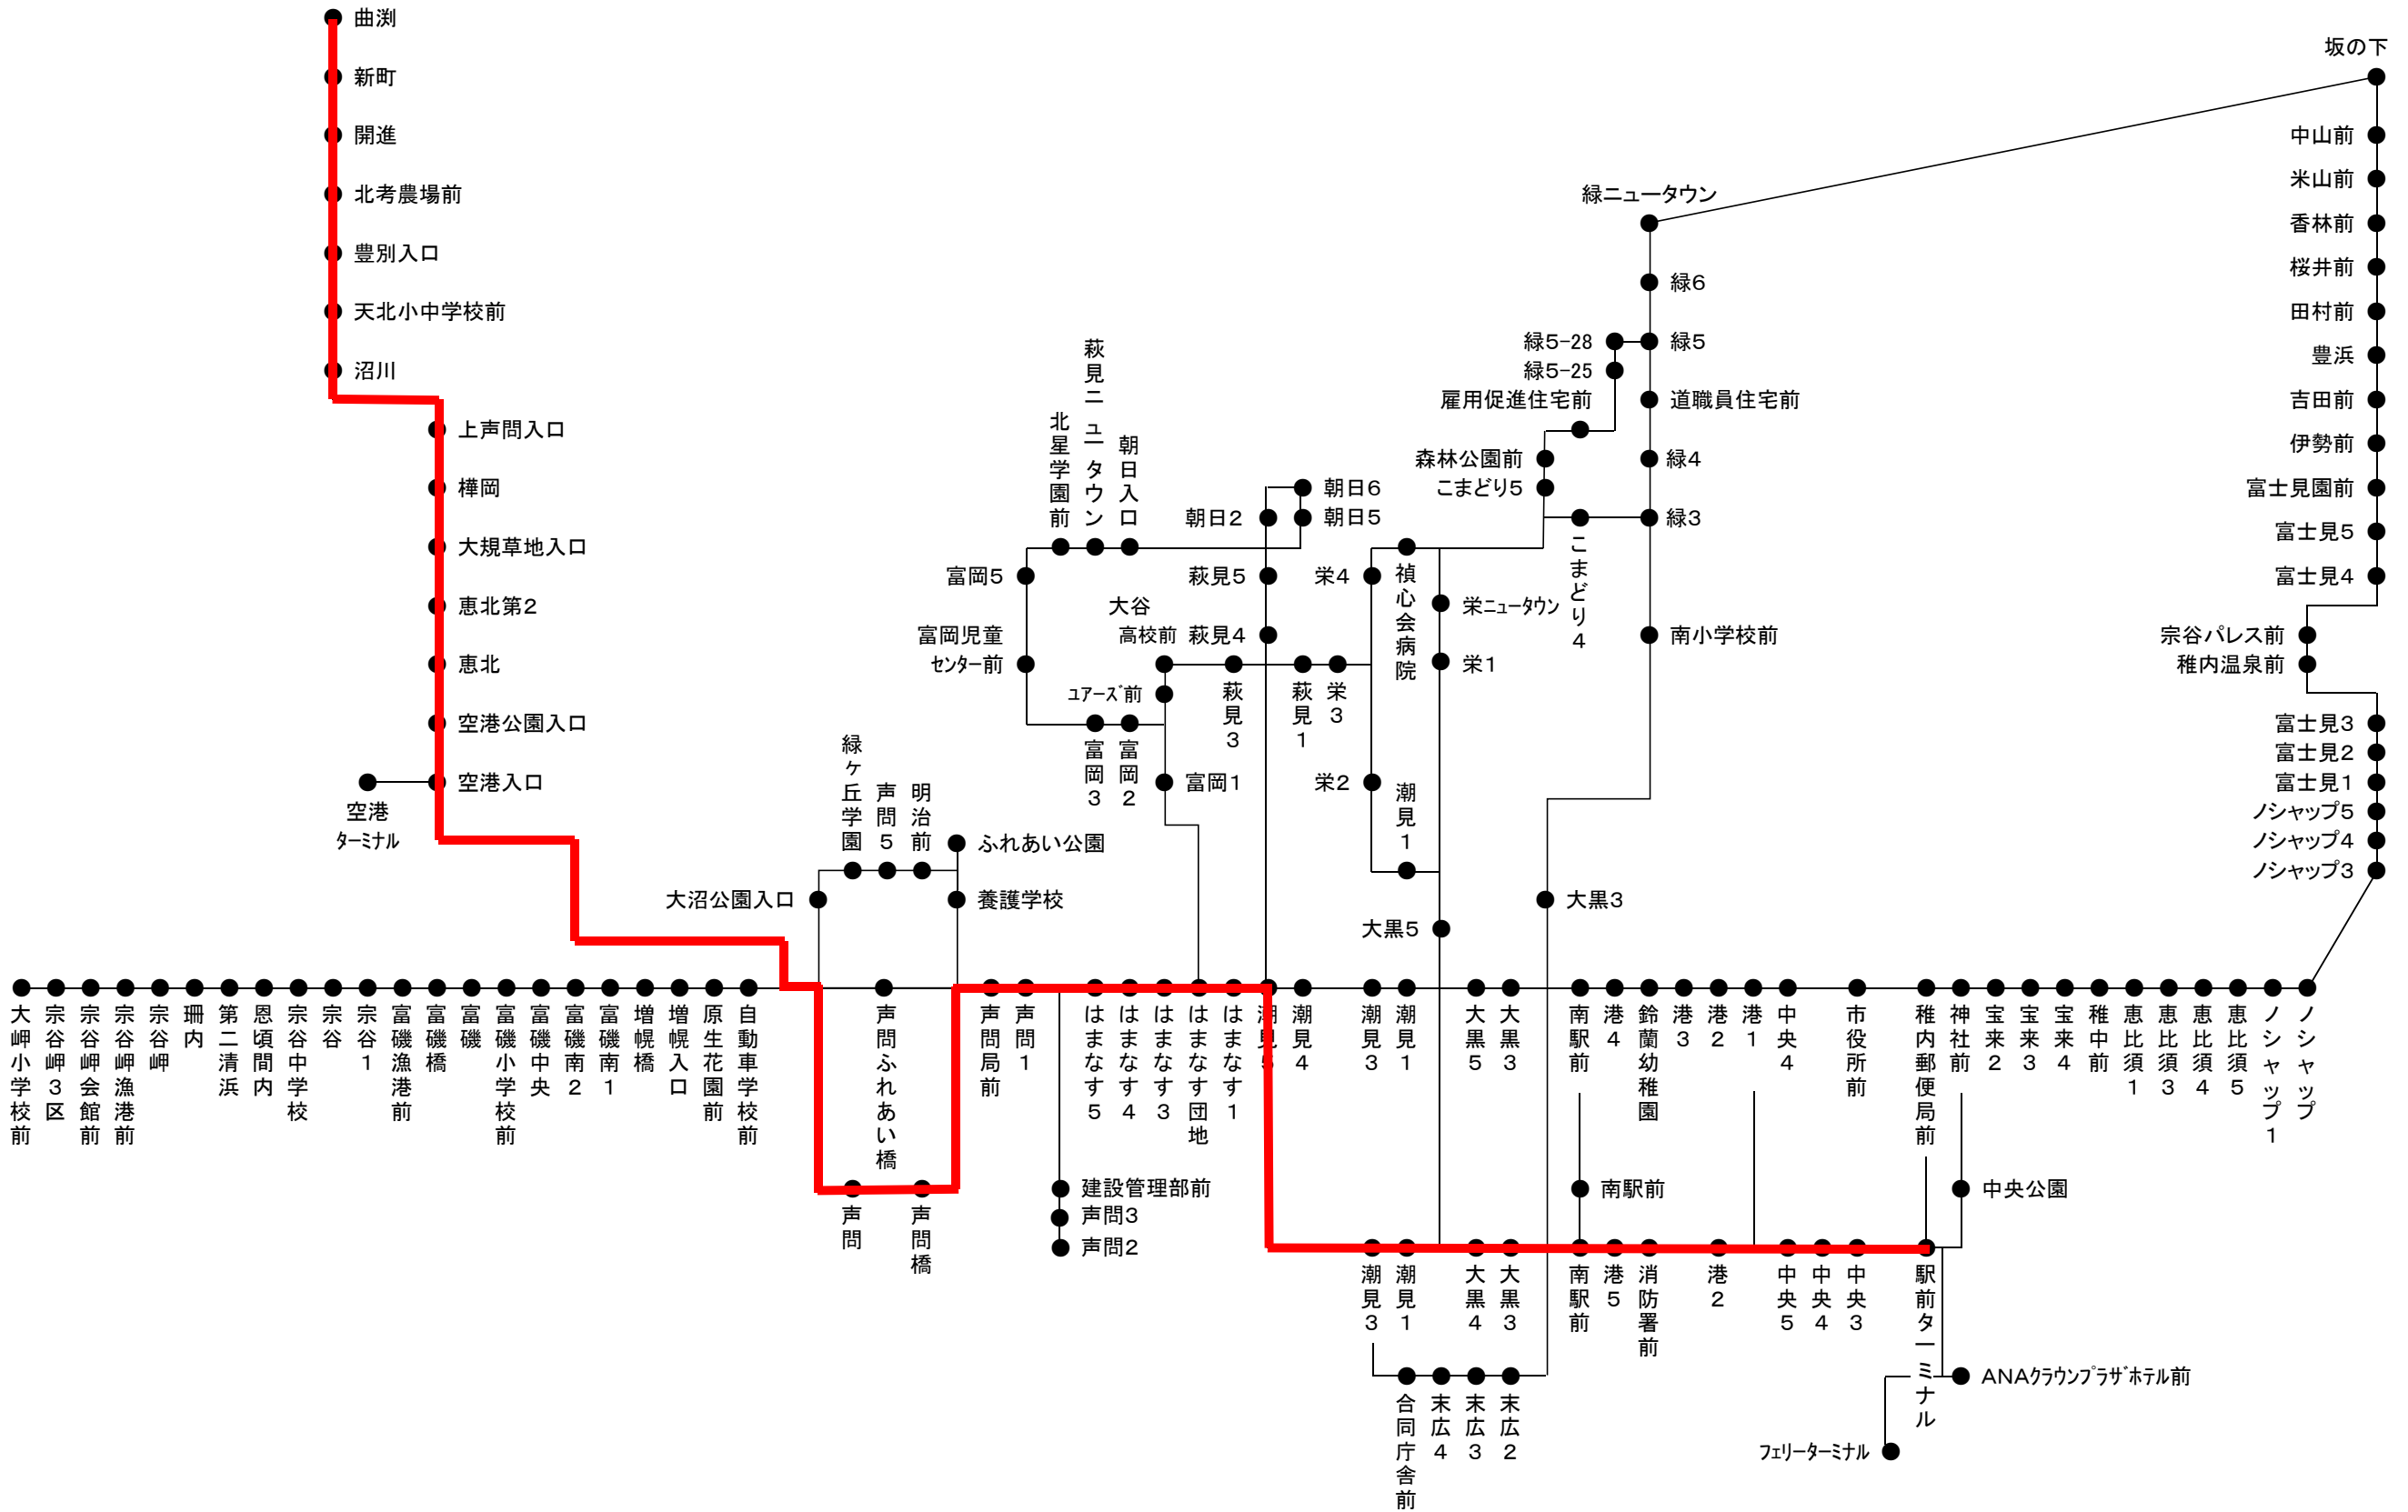 曲渕
新町
開進
北考農場前
豊別入口
天北小中学校前
沼川
上声問入口
樺岡
大規草地入口
恵北第2
恵北
空港公園入口
空港入口
空港
ターミナル
坂の下
中山前
米山前
香林前
桜井前
田村前
豊浜
吉田前
伊勢前
富士見園前
富士見5
富士見4
宗谷パレス前
稚内温泉前
富士見3
富士見2
富士見1
ノシャップ5
ノシャップ4
ノシャップ3
緑ニュータウン
緑6
緑5-28
緑5
緑5-25
雇用促進住宅前
道職員住宅前
森林公園前
緑4
こまどり5
緑3
こまどり4
南小学校前
北星学園前
萩見ニュータウン
朝日入口
朝日6
朝日2
朝日5
富岡5
萩見5
栄4
禎心会病院
栄ニュータウン
大谷
高校前
萩見4
富岡児童
センター前
ユアーズ前
萩見3
萩見1
栄3
栄1
富岡3
富岡2
富岡1
栄2
潮見1
緑ヶ丘学園
声問5
明治前
ふれあい公園
大沼公園入口
養護学校
大黒5
大黒3
大岬小学校前
宗谷岬3区
宗谷岬会館前
宗谷岬漁港前
宗谷岬
珊内
第二清浜
恩頃間内
宗谷中学校
宗谷
宗谷1
富磯漁港前
富磯橋
富磯
富磯小学校前
富磯中央
富磯南2
富磯南1
増幌橋
増幌入口
原生花園前
自動車学校前
声問ふれあい橋
声問局前
声問1
はまなす5
はまなす4
はまなす3
はまなす団地
はまなす1
潮見5
潮見4
潮見3
潮見1
大黒5
大黒3
南駅前
港4
鈴蘭幼稚園
港3
港2
港1
中央4
市役所前
稚内郵便局前
神社前
宝来2
宝来3
宝来4
稚中前
恵比須1
恵比須3
恵比須4
恵比須5
ノシャップ1
ノシャップ
声問
声問橋
建設管理部前
声問3
声問2
南駅前
中央公園
潮見3
潮見1
大黒4
大黒3
南駅前
港5
消防署前
港2
中央5
中央4
中央3
駅前ターミナル
合同庁舎前
末広4
末広3
末広2
ANAクラウンプラザホテル前
フェリーターミナル